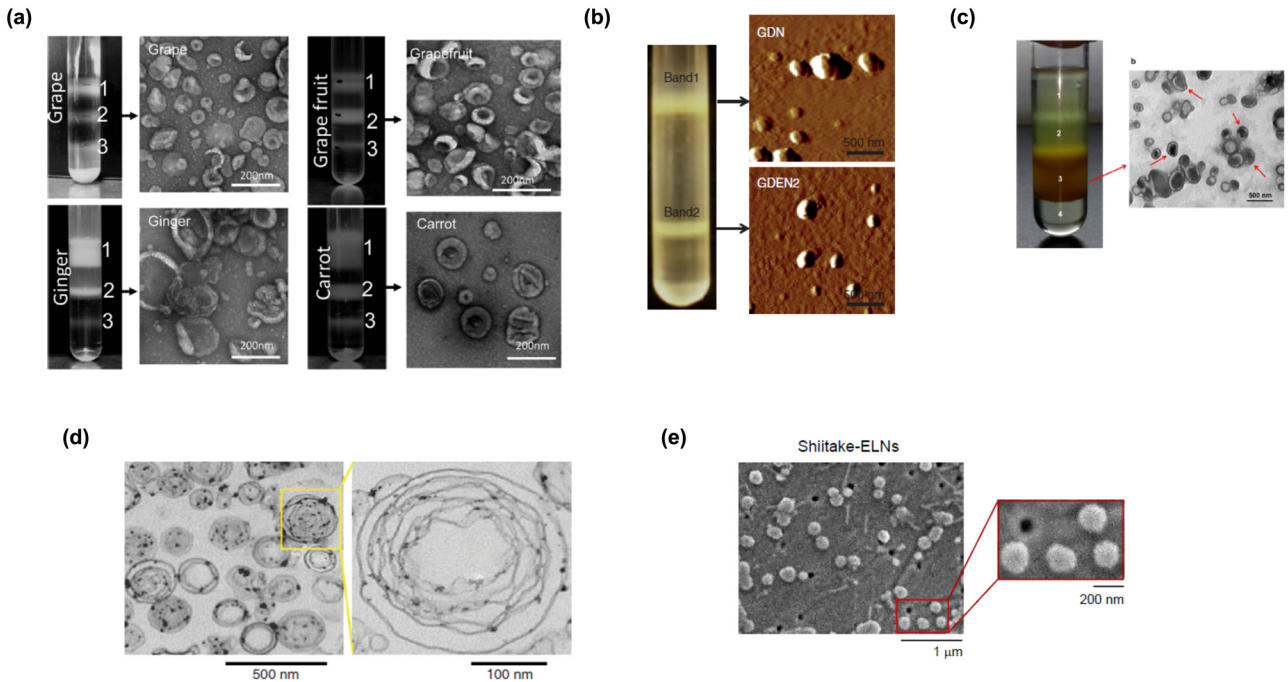 (a)
Grape
1
2
3
Grape
200nm
Grape fruit
1
2
3
Grapefruit
200nm
Ginger
1
2
3
Ginger
200nm
Carrot
1
2
3
Carrot
200nm
(b)
Band1
Band2
GDN
500 nm
GDEN2
500 nm
(c)
1
2
3
4
b
500 nm
(d)
500 nm
100 nm
(e)
Shiitake-ELNs
200 nm
1 μm